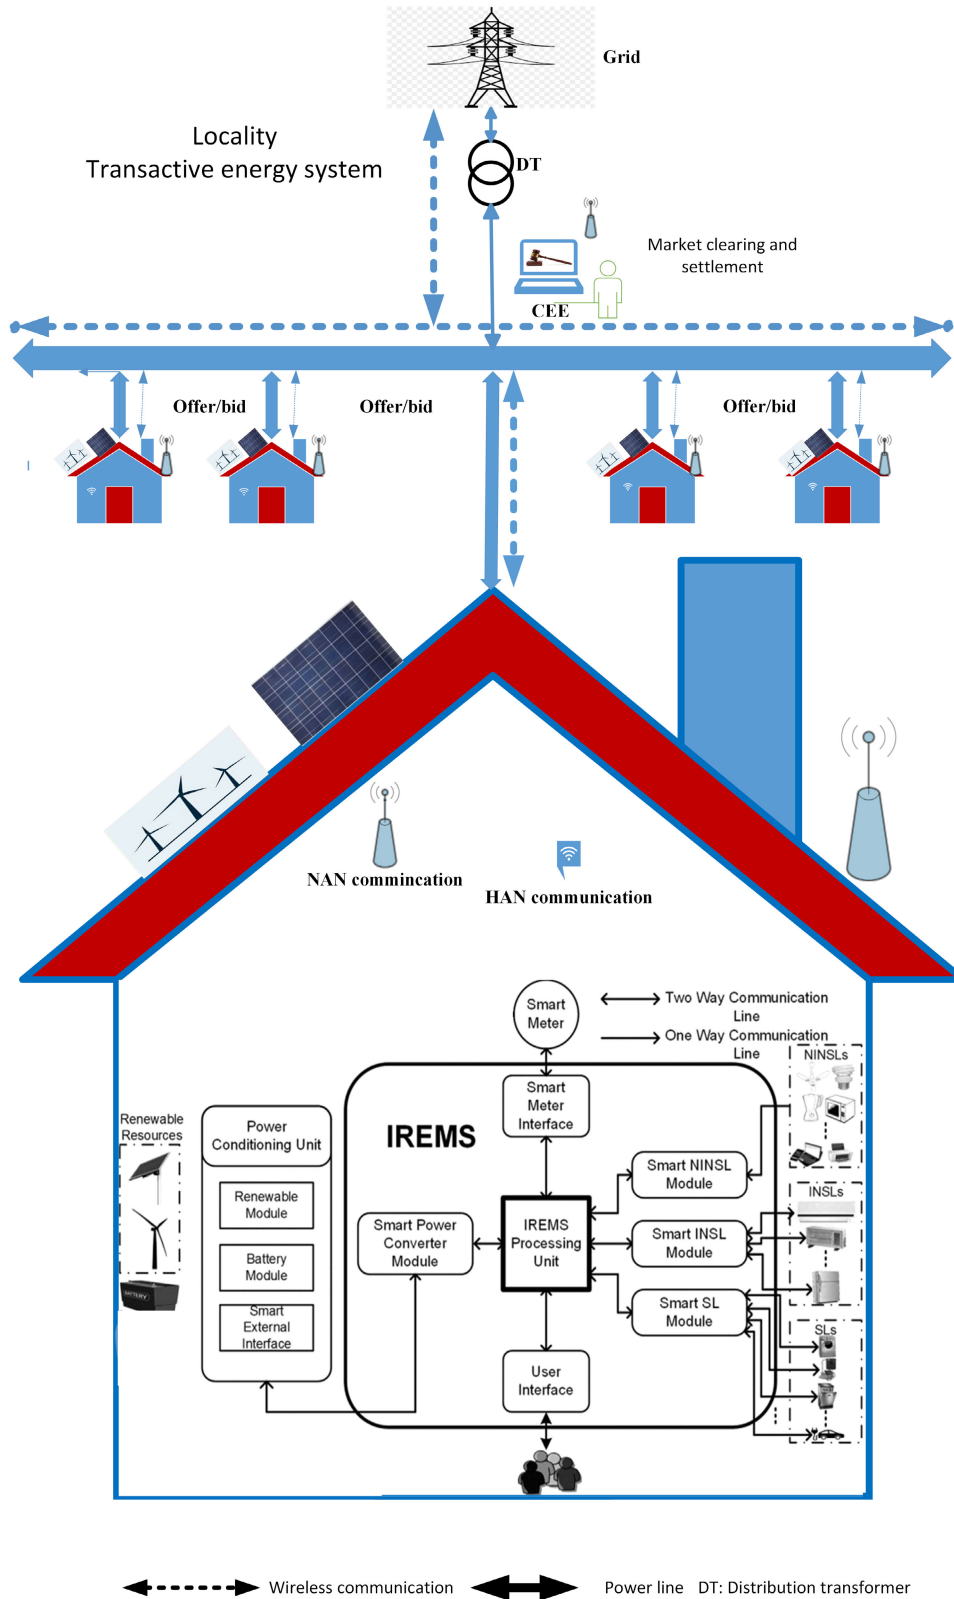 Grid
Locality
Transactive energy system
DT
Market clearing and
settlement
CEE
Offer/bid
Offer/bid
Offer/bid
NAN commincation
HAN communication
Smart
Meter
Two Way Communication
Line
One Way Communication
Line
NINSLs
Renewable
Resources
Power
Conditioning Unit
Renewable
Module
Battery
Module
Smart
External
Interface
BATTERY
IREMS
Smart
Meter
Interface
Smart Power
Converter
Module
IREMS
Processing
Unit
Smart NINSL
Module
Smart INSL
Module
Smart SL
Module
User
Interface
INSLs
SLs
Wireless communication
Power line
DT: Distribution transformer